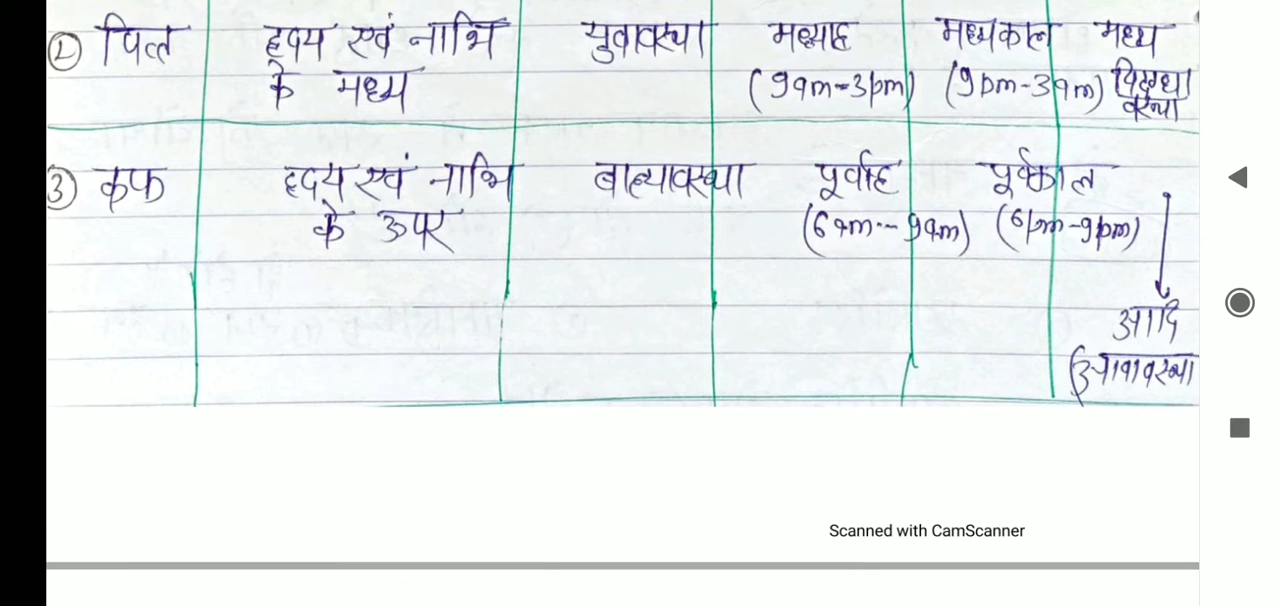 ② पित्त हृदय एवं नाभि युवावस्था मध्याह्न मध्यकाल मध्य
के मध्य (9am-3pm) (9pm-3am) विदग्धा
वस्था
③ कफ हृदय एवं नाभि बाल्यावस्था पूर्वाह्न पूर्वकाल
के ऊपर (6am--9am) (6pm-9pm)
आदि
(आमावस्था
Scanned with CamScanner